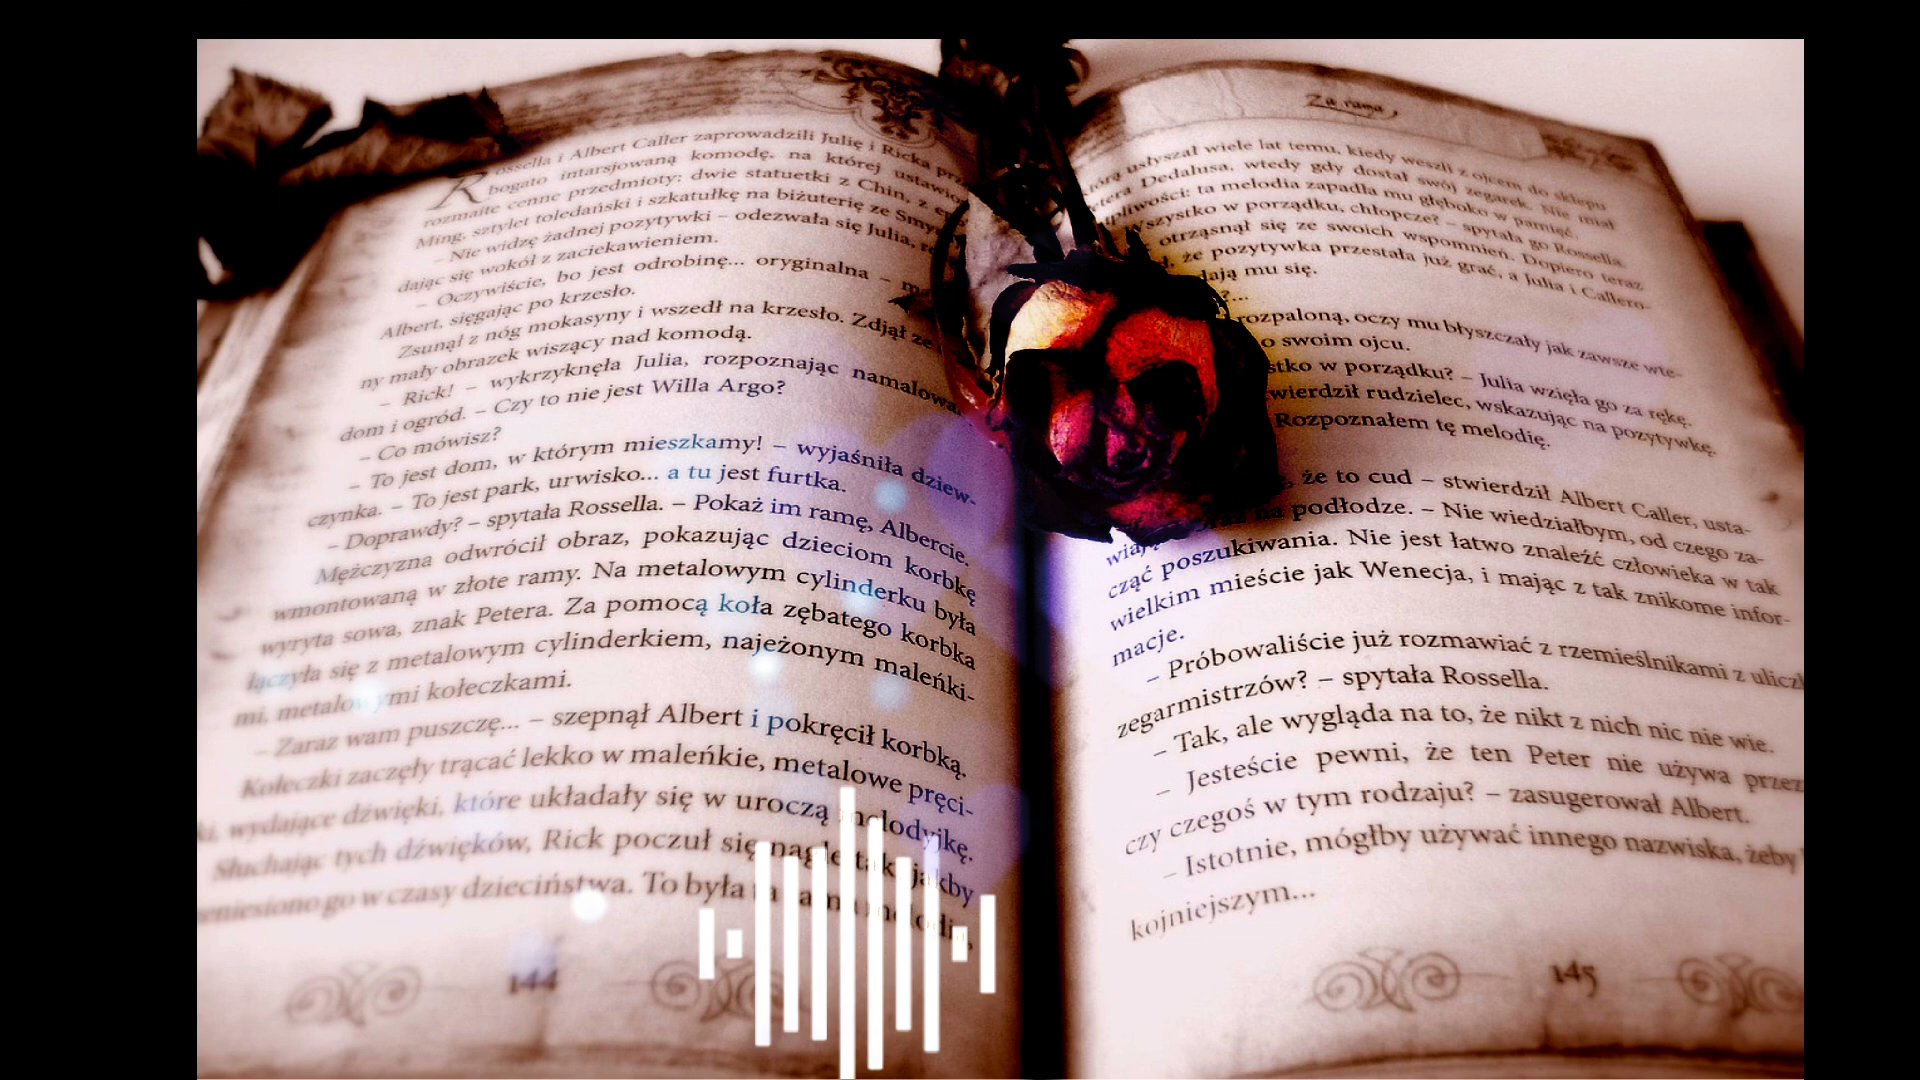 Rossella i Albert Caller zaprowadzili Julię i Ricka
bogato intarsjowaną komodę, na której
rozmaite cenne przedmioty: dwie statuetki z Chin, z
Ming, sztylet toledański i szkatułkę na biżuterię ze
– Nie widzę żadnej pozytywki – odezwała się Julia,
dając się wokół z zaciekawieniem.
– Oczywiście, bo jest odrobinę... oryginalna –
Albert, sięgając po krzesło.
Zsunął z nóg mokasyny i wszedł na krzesło. Zdjął ze
ny mały obrazek wiszący nad komodą.
– Rick! – wykrzyknęła Julia, rozpoznając namalowa
dom i ogród. – Czy to nie jest Willa Argo?
– Co mówisz?
– To jest dom, w którym mieszkamy! – wyjaśniła dziew-
czynka. – To jest park, urwisko... a tu jest furtka.
– Doprawdy? – spytała Rossella. – Pokaż im ramę, Albercie.
Mężczyzna odwrócił obraz, pokazując dzieciom korbkę
wmontowaną w złote ramy. Na metalowym cylinderku była
wyryta sowa, znak Petera. Za pomocą koła zębatego korbka
łączyła się z metalowym cylinderkiem, najeżonym maleńki-
mi, metalowymi kołeczkami.
– Zaraz wam puszczę... – szepnął Albert i pokręcił korbką.
Kołeczki zaczęły trącać lekko w maleńkie, metalowe pręci-
ki, wydające dźwięki, które układały się w uroczą melodyjkę.
Słuchając tych dźwięków, Rick poczuł się nagle tak, jakby
przeniesiono go w czasy dzieciństwa. To była ta sama melodia,
144
Za ramą
którą usłyszał wiele lat temu, kiedy weszli z ojcem do sklepu
Petera Dedalusa, wtedy gdy dostał swój zegarek. Nie miał
wątpliwości: ta melodia zapadła mu głęboko w pamięć.
Wszystko w porządku, chłopcze? – spytała go Rossella.
otrząsnął się ze swoich wspomnień. Dopiero teraz
że pozytywka przestała już grać, a Julia i Callero-
dają mu się.
?...
rozpaloną, oczy mu błyszczały jak zawsze wte-
o swoim ojcu.
w porządku? – Julia wzięła go za rękę.
rudzielec, wskazując na pozytywkę.
Rozpoznałem tę melodię.
że to cud – stwierdził Albert Caller, usta-
na podłodze. – Nie wiedziałbym, od czego za-
cząć poszukiwania. Nie jest łatwo znaleźć człowieka w tak
wielkim mieście jak Wenecja, i mając z tak znikome infor-
macje.
– Próbowaliście już rozmawiać z rzemieślnikami z
zegarmistrzów? – spytała Rossella.
– Tak, ale wygląda na to, że nikt z nich nic nie wie.
– Jesteście pewni, że ten Peter nie używa
czy czegoś w tym rodzaju? – zasugerował Albert.
– Istotnie, mógłby używać innego nazwiska, żeby
kojniejszym...
145